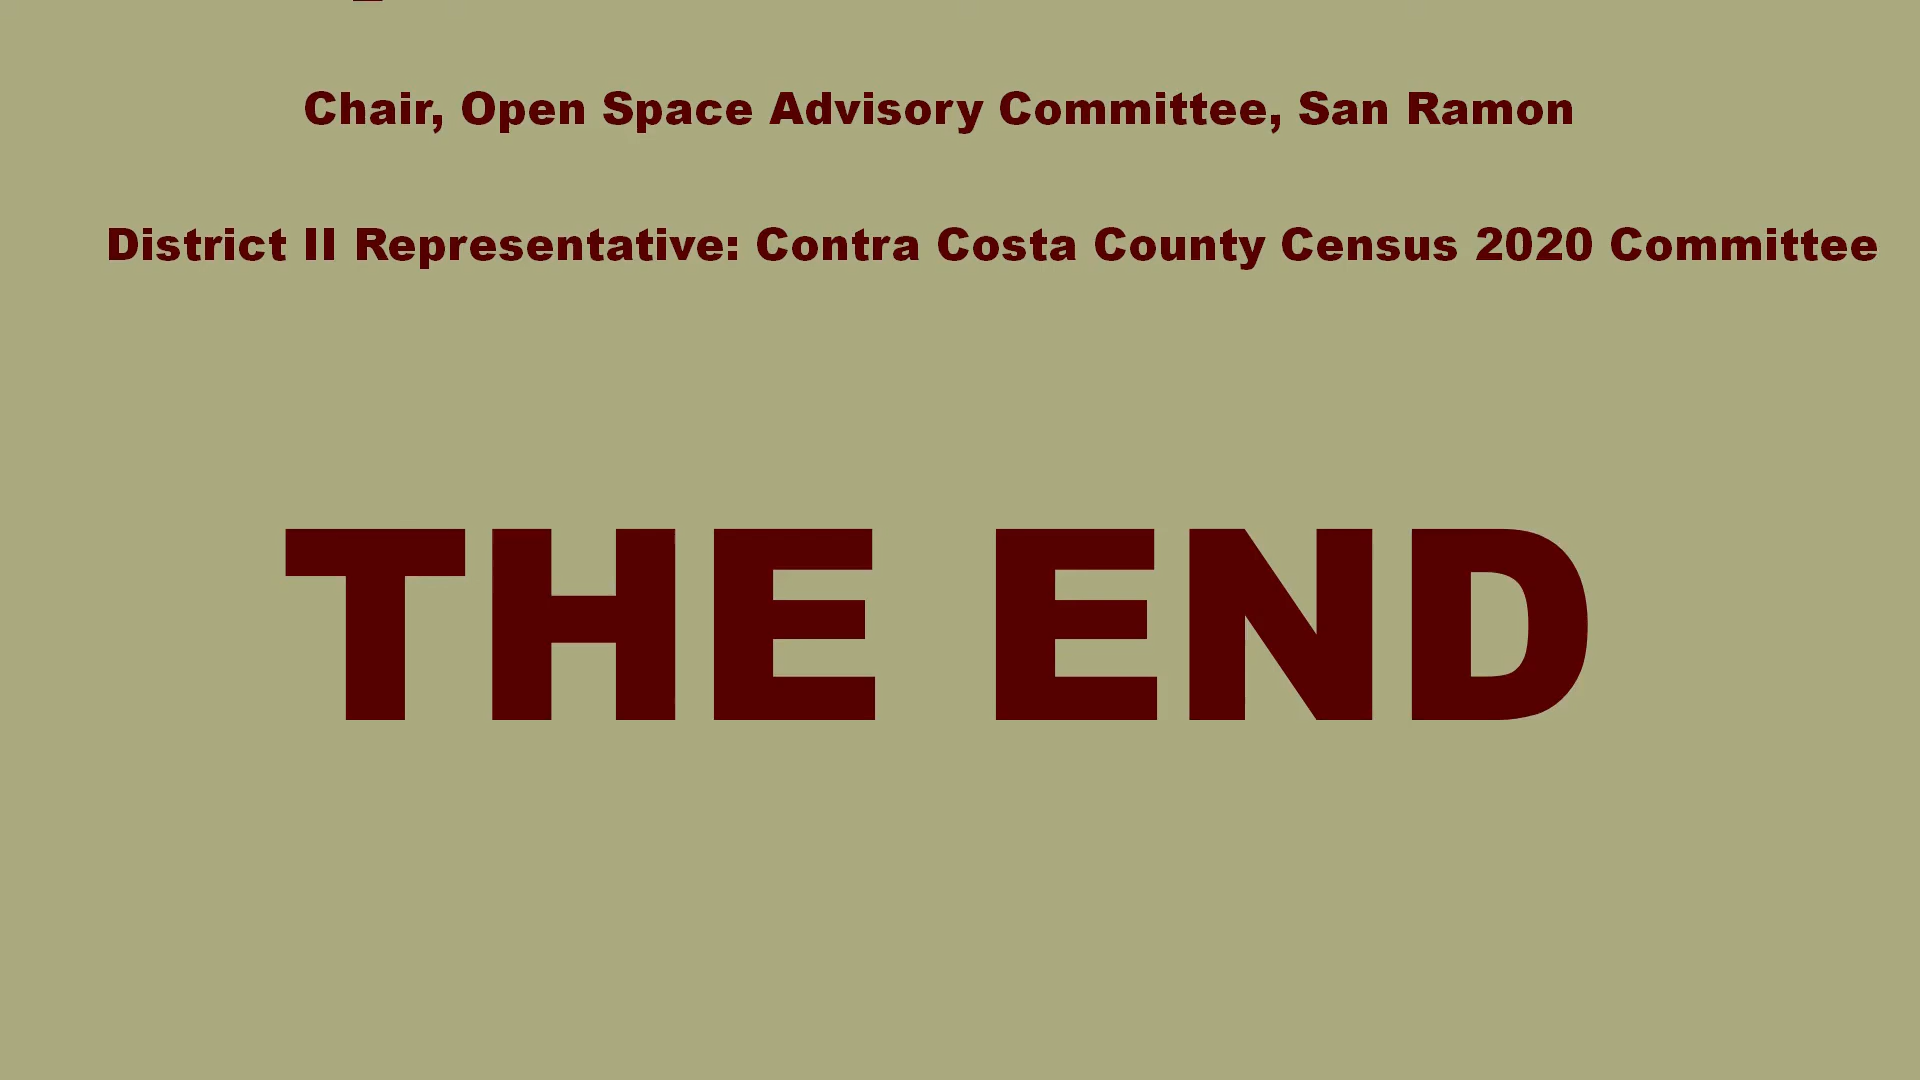 Chair, Open Space Advisory Committee, San Ramon
District II Representative: Contra Costa County Census 2020 Committee
THE END